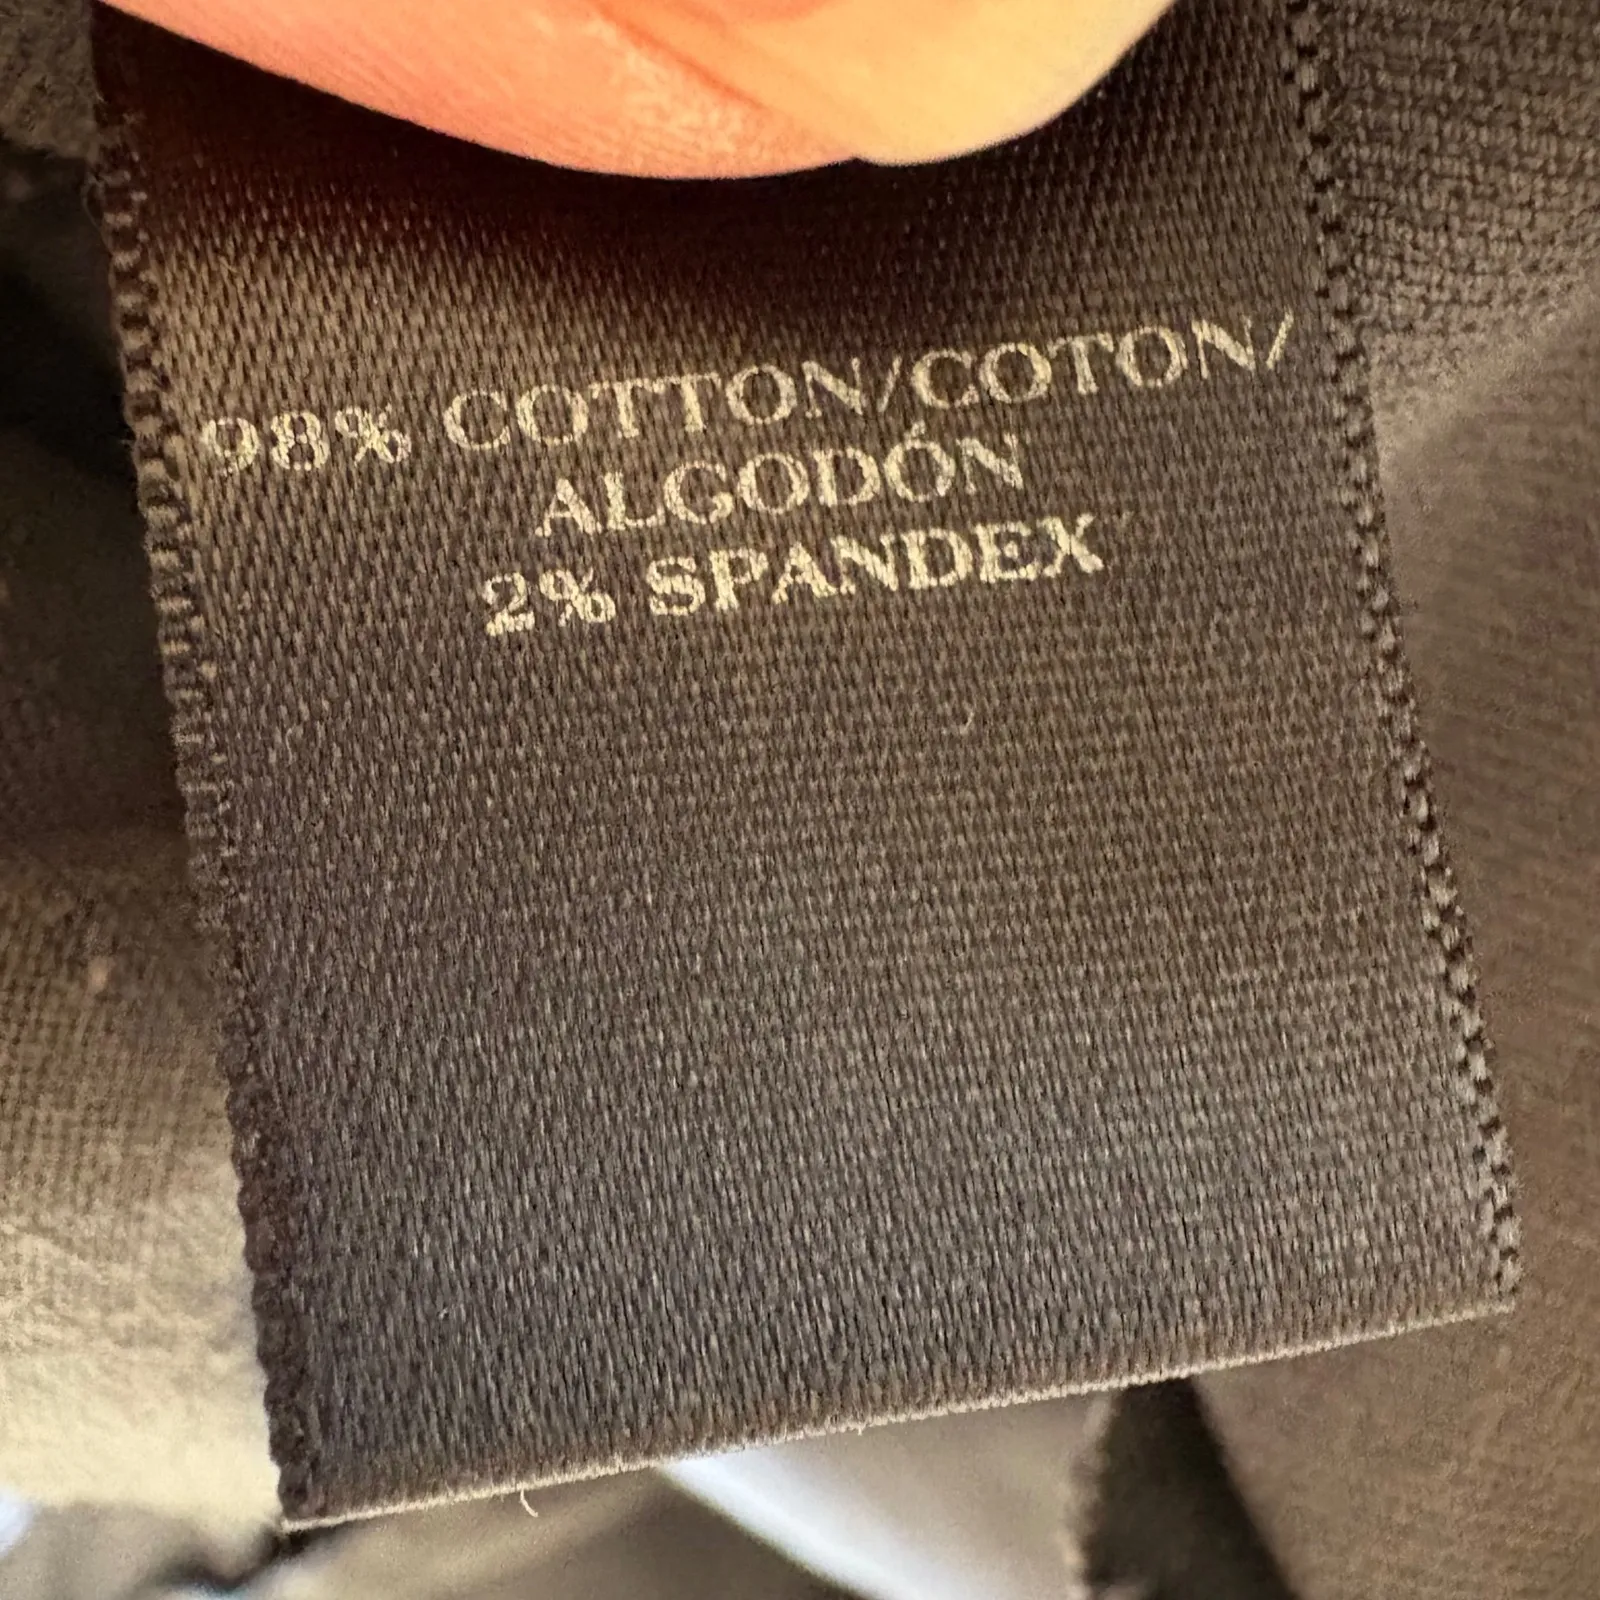 98% COTTON/COTON/
ALGODÓN
2% SPANDEX